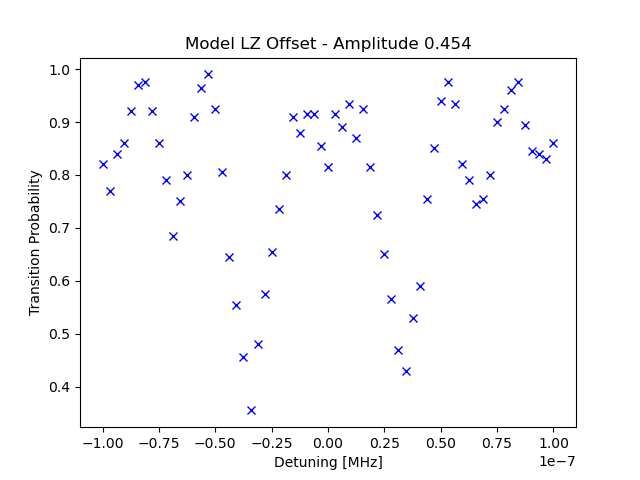 Model LZ Offset - Amplitude 0.454
Transition Probability
1.0
0.9
0.8
0.7
0.6
0.5
0.4
−1.00 −0.75 −0.50 −0.25 0.00 0.25 0.50 0.75 1.00
1e−7
Detuning [MHz]